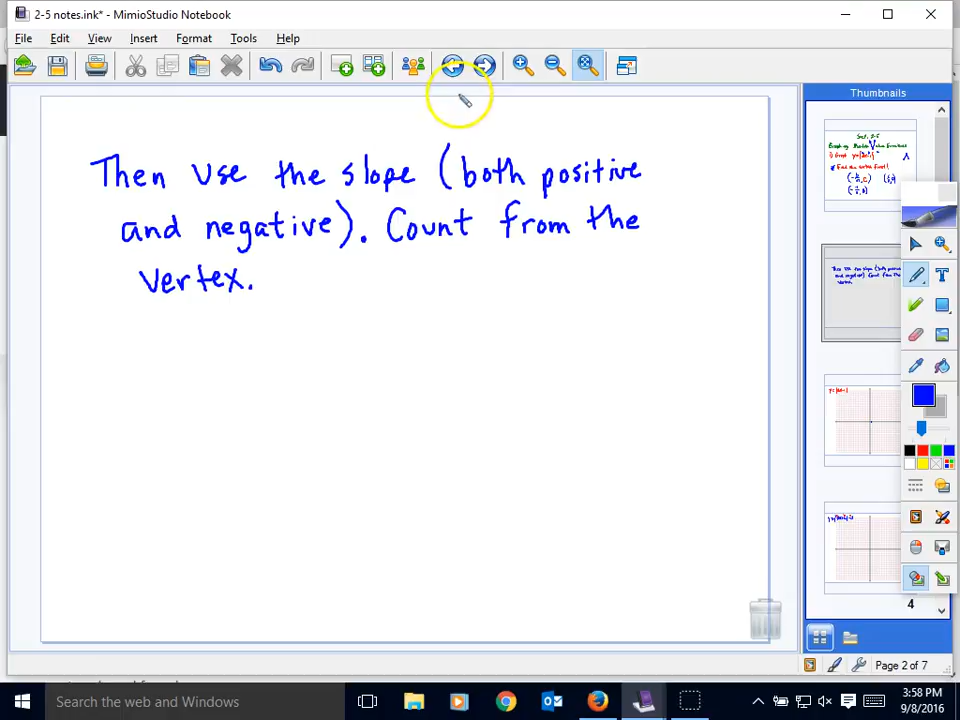 2-5 notes.ink* - MimioStudio Notebook
File Edit View Insert Format Tools Help
Thumbnails
Then use the slope (both positive
and negative). Count from the
vertex.
4
Page 2 of 7
Search the web and Windows
3:58 PM
9/8/2016